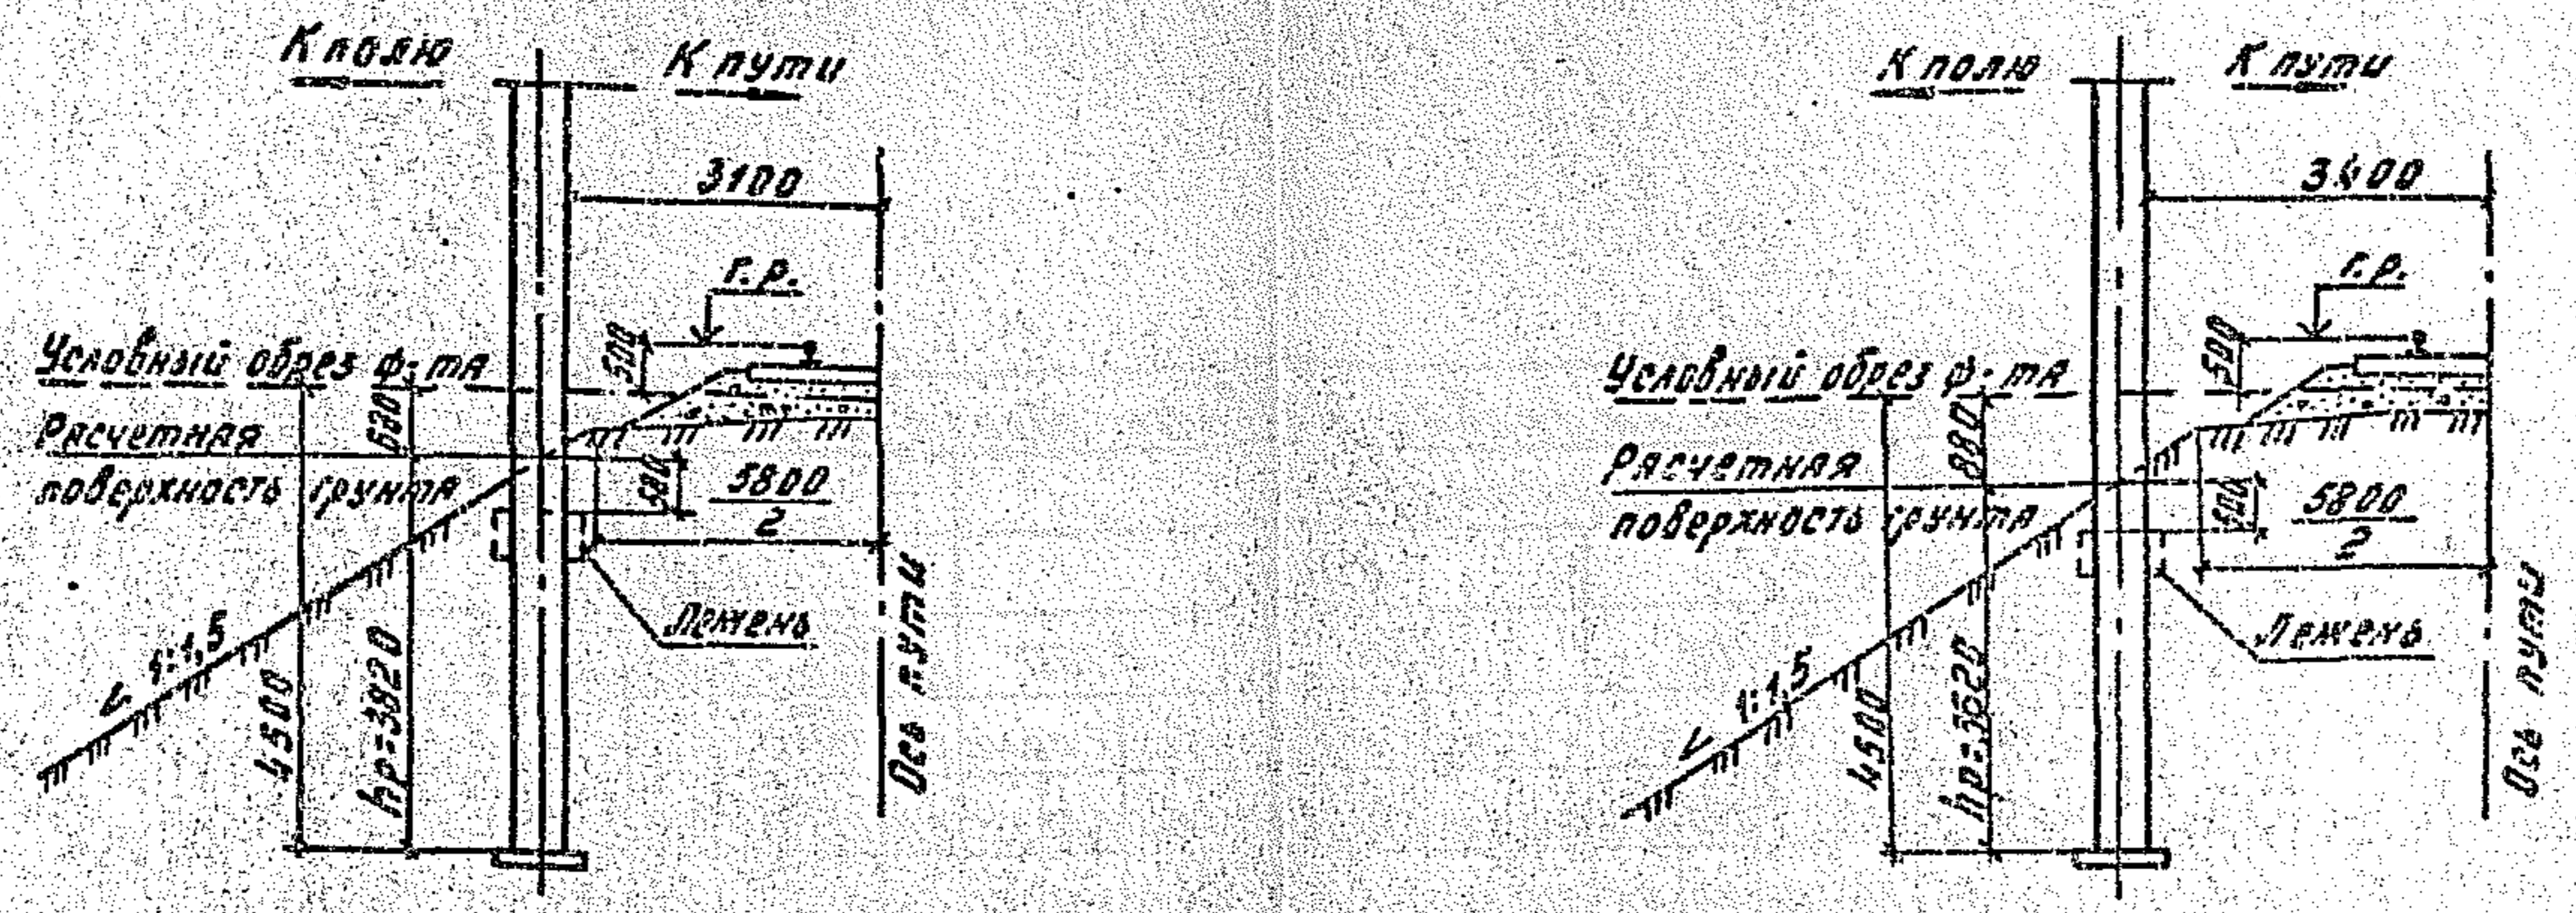 К полю
К пути
3100
г.р.
500
Условный обрез ф-та
680
Расчетная
поверхность грунта
500
5800
2
Лежень
1:1,5
4500
hр=3820
Ось пути
К полю
К пути
3400
г.р.
500
Условный обрез ф-та
880
Расчетная
поверхность грунта
500
5800
2
Лежень
1:1,5
4500
hр=3620
Ось пути